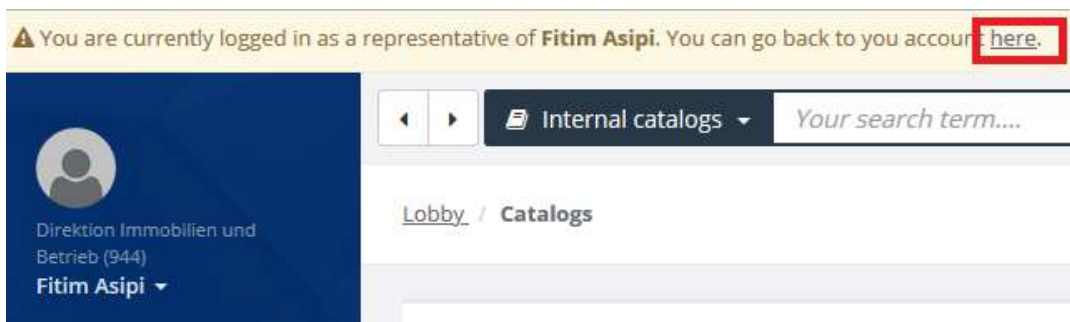 You are currently logged in as a representative of Fitim Asipi. You can go back to you account here.
Internal catalogs
Your search term....
Lobby / Catalogs
Direktion Immobilien und
Betrieb (944)
Fitim Asipi